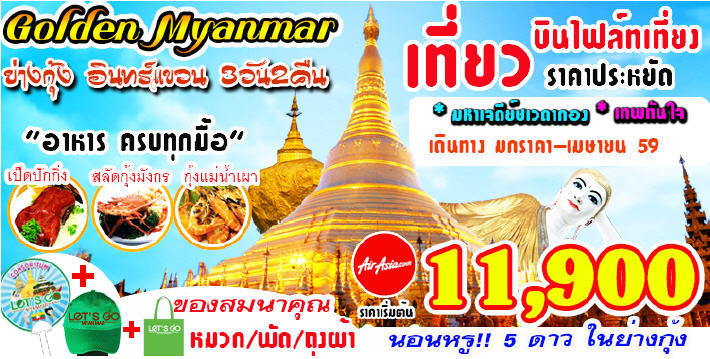 Golden Myanmar
ย่างกุ้ง อินทร์แขวน 3วัน2คืน
เที่ยว
บินไฟล์ทเที่ยง
ราคาประหยัด
* มหาเจดีย์ชเวดากอง * เทพทันใจ
เดินทาง มกราคา-เมษายน 59
"อาหาร ครบทุกมื้อ"
เป็ดปักกิ่ง สลัดกุ้งมังกร กุ้งแม่น้ำเผา
AirAsia.com
ราคาเริ่มต้น
11,900
CONSORTIUM
LET'S GO
LET'S GO
MYANMAR
LET'S GO
ของสมนาคุณ
หมวก/พัด/ถุงผ้า
นอนหรู!! 5 ดาว ในย่างกุ้ง